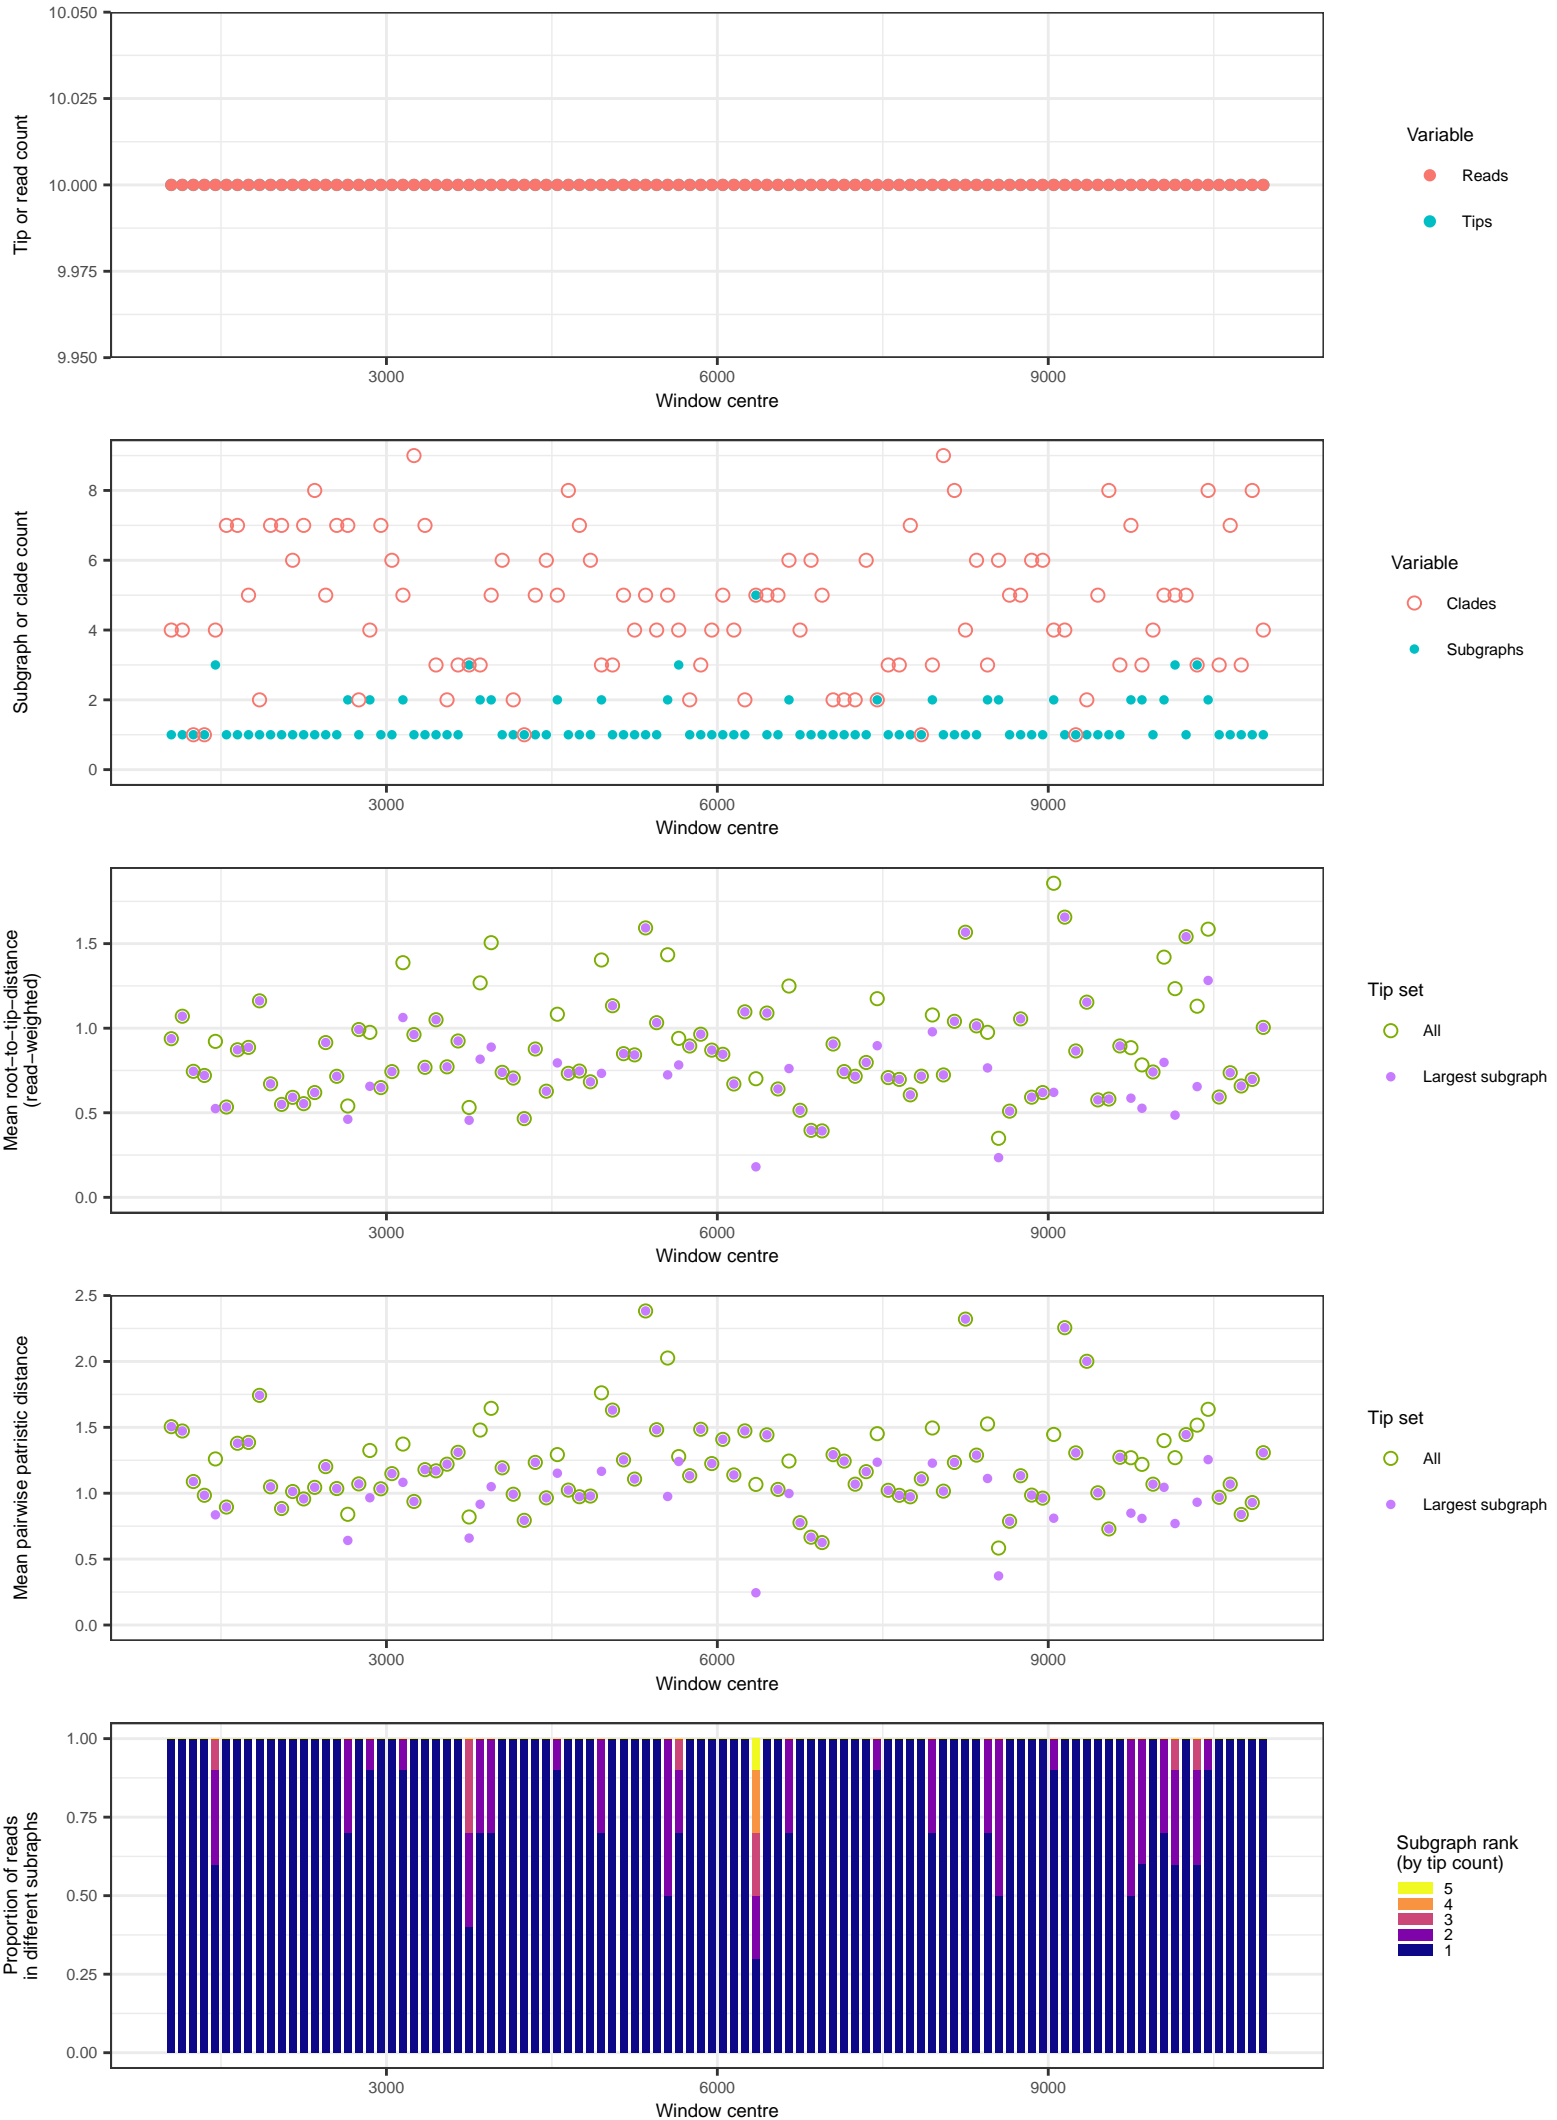 10.050
10.025
10.000
9.975
9.950
Tip or read count
3000 6000 9000
Window centre
Variable
Reads
Tips
8
6
4
2
0
Subgraph or clade count
3000 6000 9000
Window centre
Variable
Clades
Subgraphs
1.5
1.0
0.5
0.0
Mean root−to−tip−distance
(read−weighted)
3000 6000 9000
Window centre
Tip set
All
Largest subgraph
2.5
2.0
1.5
1.0
0.5
0.0
Mean pairwise patristic distance
3000 6000 9000
Window centre
Tip set
All
Largest subgraph
1.00
0.75
0.50
0.25
0.00
Proportion of reads
in different subraphs
3000 6000 9000
Window centre
Subgraph rank
(by tip count)
5
4
3
2
1